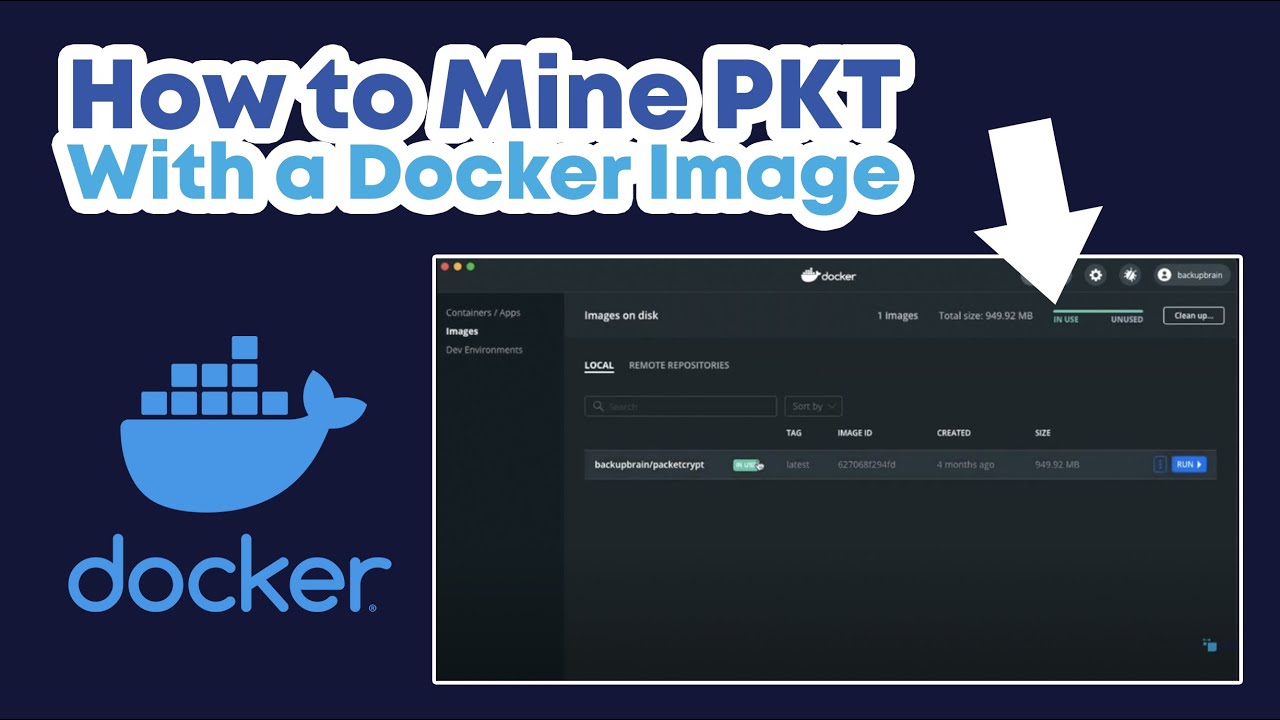 How to Mine PKT
With a Docker Image
docker
backupbrain
Containers / Apps
Images
Dev Environments
Images on disk
1 Images
Total size: 949.92 MB
IN USE
UNUSED
Clean up...
LOCAL
REMOTE REPOSITORIES
Search
Sort by
TAG
IMAGE ID
CREATED
SIZE
backupbrain/packetcrypt
IN USE
latest
627068f294fd
4 months ago
949.92 MB
RUN
docker®